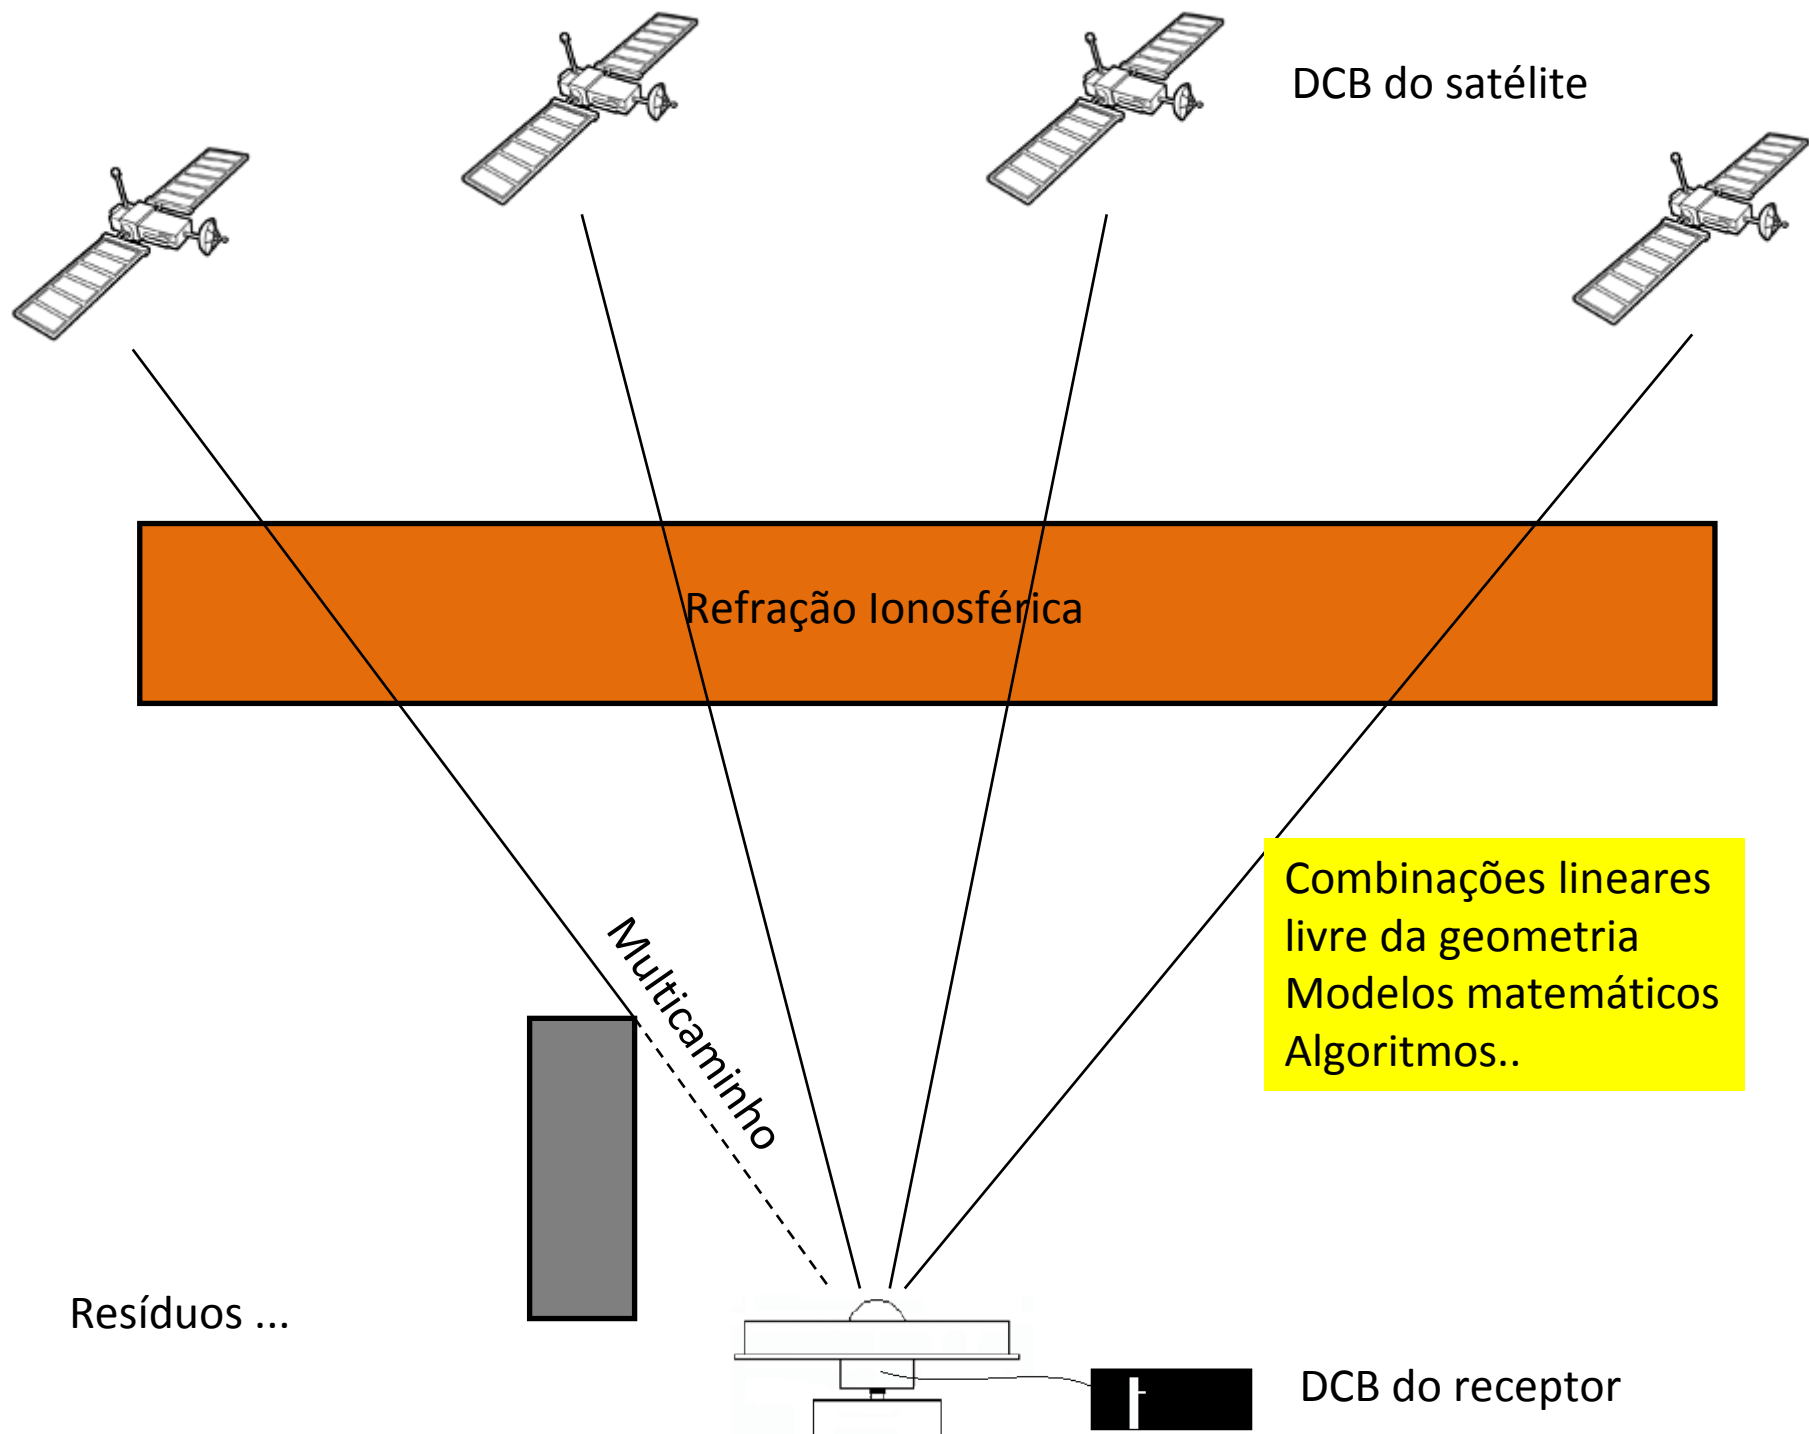 DCB do satélite
Refração Ionosférica
Combinações lineares
livre da geometria
Modelos matemáticos
Algoritmos..
Multicaminho
Resíduos ...
DCB do receptor